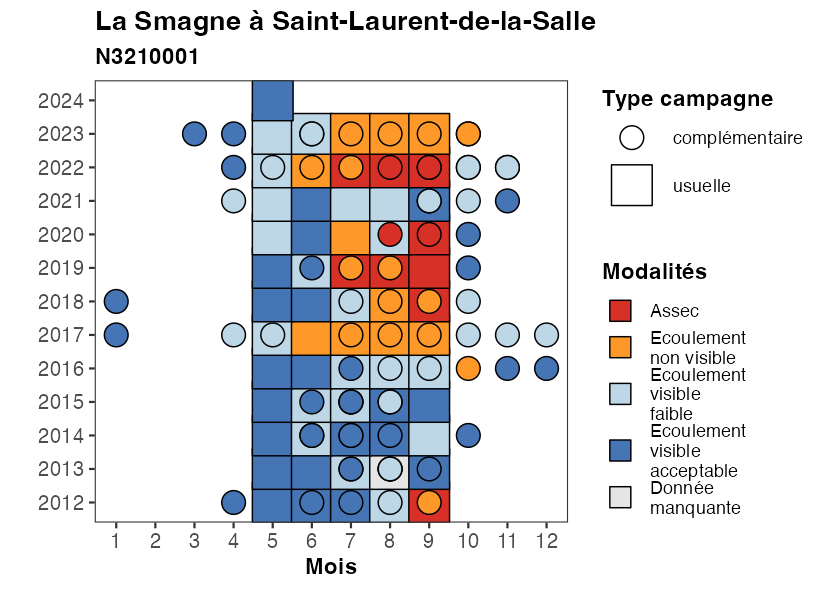 La Smagne à Saint-Laurent-de-la-Salle
N3210001
2024
2023
2022
2021
2020
2019
2018
2017
2016
2015
2014
2013
2012
1 2 3 4 5 6 7 8 9 10 11 12
Mois
Type campagne
complémentaire
usuelle
Modalités
Assec
Ecoulement
non visible
Ecoulement
visible
faible
Ecoulement
visible
acceptable
Donnée
manquante